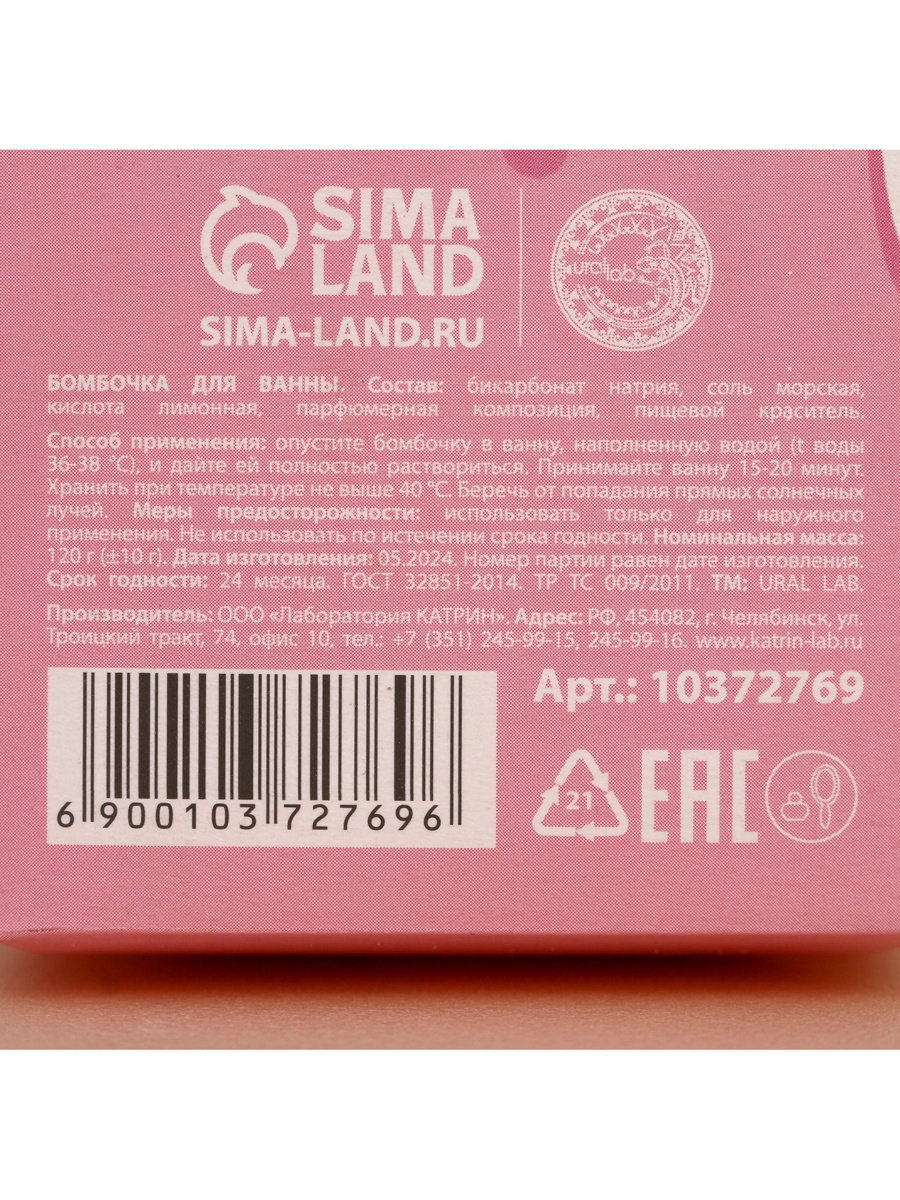 SIMA
LAND
SIMA-LAND.RU
ural lab
БОМБОЧКА ДЛЯ ВАННЫ. Состав: бикарбонат натрия, соль морская,
кислота лимонная, парфюмерная композиция, пищевой краситель.
Способ применения: опустите бомбочку в ванну, наполненную водой (t воды
36-38 °С), и дайте ей полностью раствориться. Принимайте ванну 15-20 минут.
Хранить при температуре не выше 40 °С. Беречь от попадания прямых солнечных
лучей. Меры предосторожности: использовать только для наружного
применения. Не использовать по истечении срока годности. Номинальная масса:
120 г (±10 г). Дата изготовления: 05.2024. Номер партии равен дате изготовления.
Срок годности: 24 месяца. ГОСТ 32851-2014. ТР ТС 009/2011. ТМ: URAL LAB.
Производитель: ООО «Лаборатория КАТРИН». Адрес: РФ, 454082, г. Челябинск, ул.
Троицкий тракт, 74, офис 10, тел.: +7 (351) 245-99-15, 245-99-16. www.katrin-lab.ru
Арт.: 10372769
6 900103 727696
21
EAC